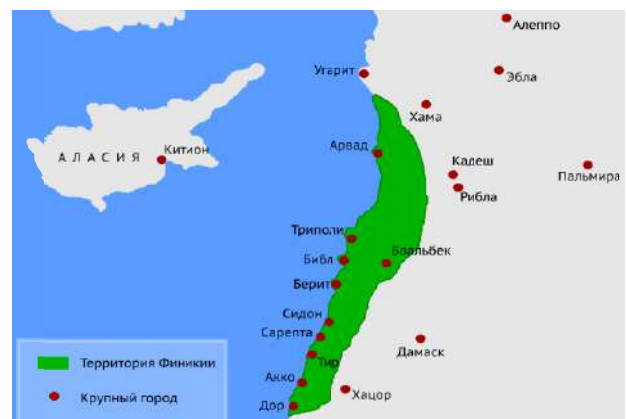 Алеппо
Угарит
Эбла
Хама
Китион
АЛАСИЯ
Арвад
Кадеш
Пальмира
Рибла
Триполи
Библ
Баальбек
Берит
Сидон
Сарепта
Дамаск
Тир
Территория Финикии
Акко
Хацор
Крупный город
Дор